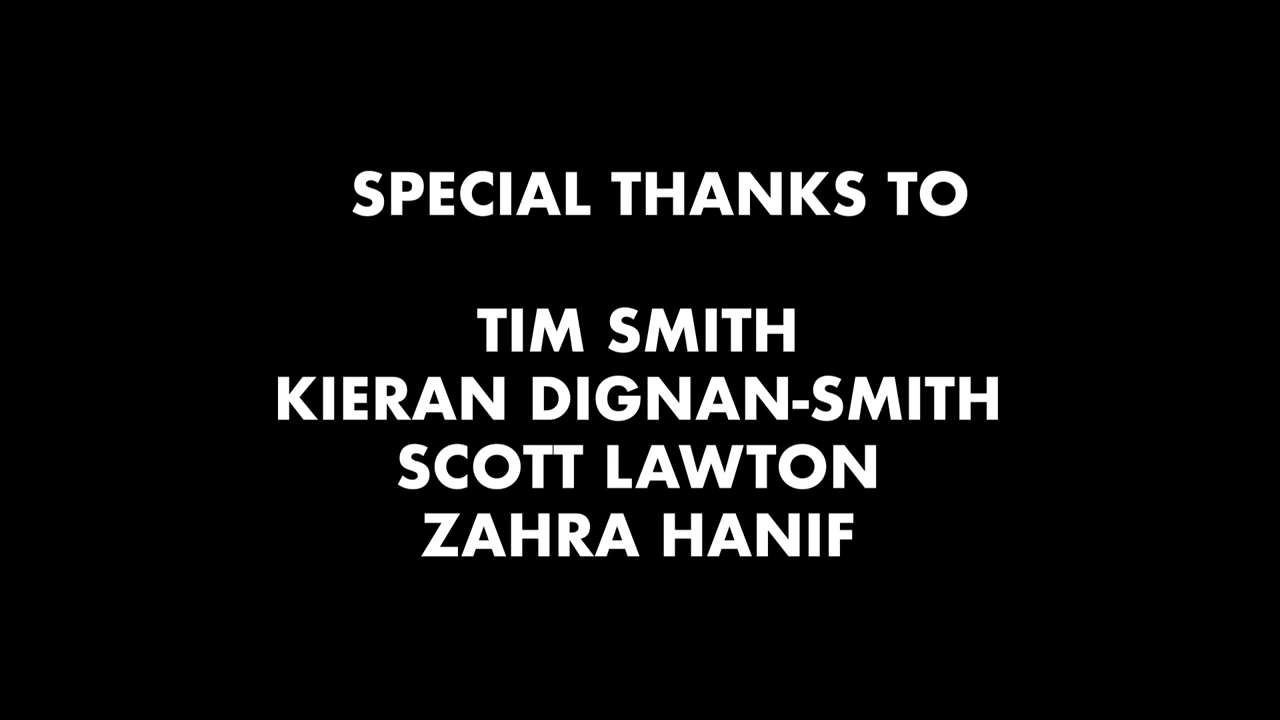 SPECIAL THANKS TO
TIM SMITH
KIERAN DIGNAN-SMITH
SCOTT LAWTON
ZAHRA HANIF